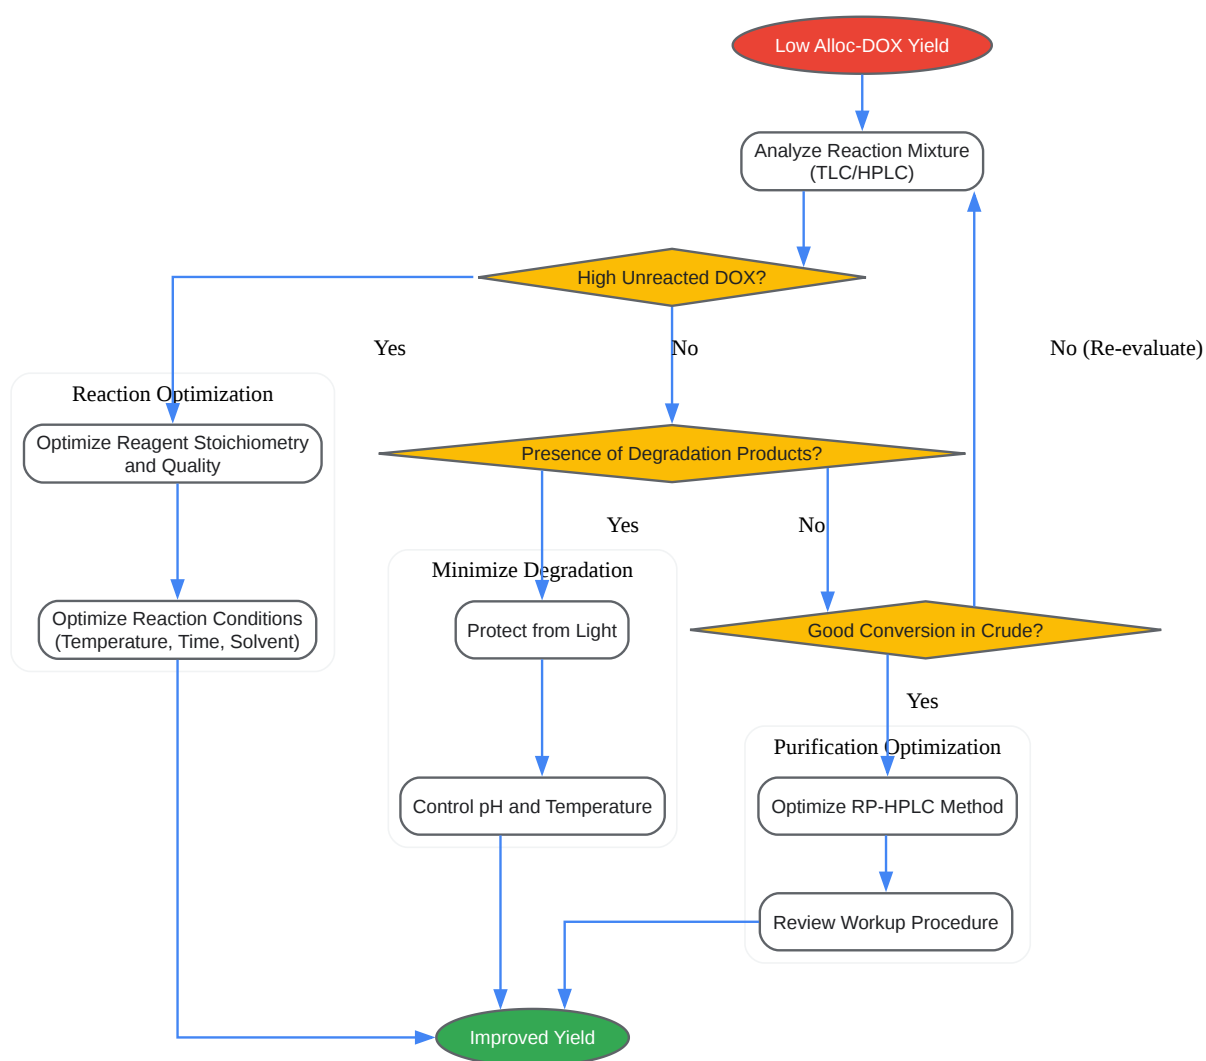 Low Alloc-DOX Yield
Analyze Reaction Mixture
(TLC/HPLC)
High Unreacted DOX?
Yes
No
No (Re-evaluate)
Reaction Optimization
Optimize Reagent Stoichiometry
and Quality
Presence of Degradation Products?
Yes
No
Minimize Degradation
Optimize Reaction Conditions
(Temperature, Time, Solvent)
Protect from Light
Good Conversion in Crude?
Yes
Purification Optimization
Control pH and Temperature
Optimize RP-HPLC Method
Review Workup Procedure
Improved Yield